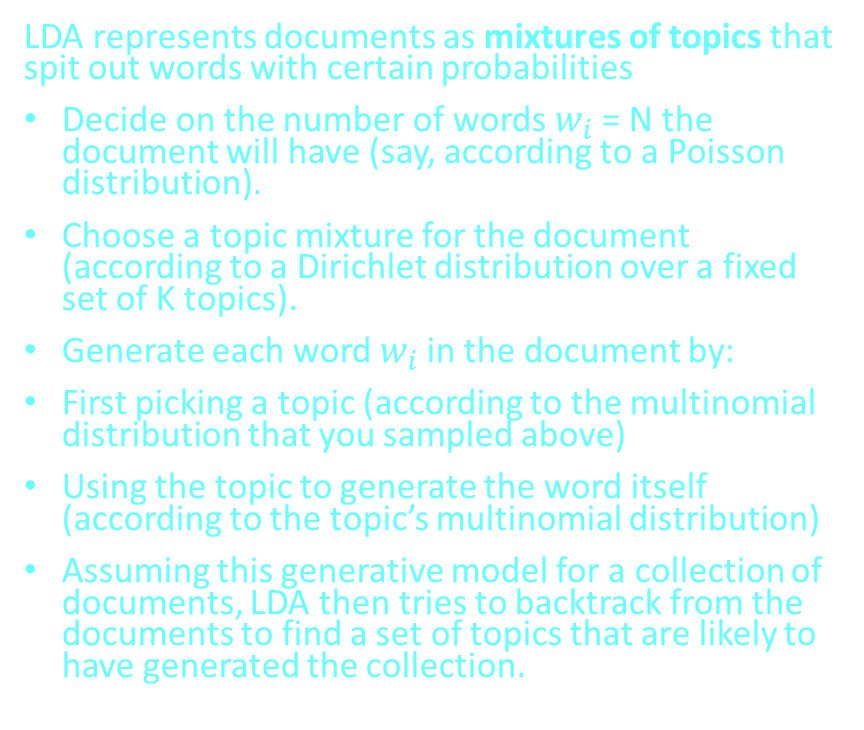 LDA represents documents as mixtures of topics that
spit out words with certain probabilities
• Decide on the number of words wᵢ = N the
document will have (say, according to a Poisson
distribution).
• Choose a topic mixture for the document
(according to a Dirichlet distribution over a fixed
set of K topics).
• Generate each word wᵢ in the document by:
• First picking a topic (according to the multinomial
distribution that you sampled above)
• Using the topic to generate the word itself
(according to the topic’s multinomial distribution)
• Assuming this generative model for a collection of
documents, LDA then tries to backtrack from the
documents to find a set of topics that are likely to
have generated the collection.